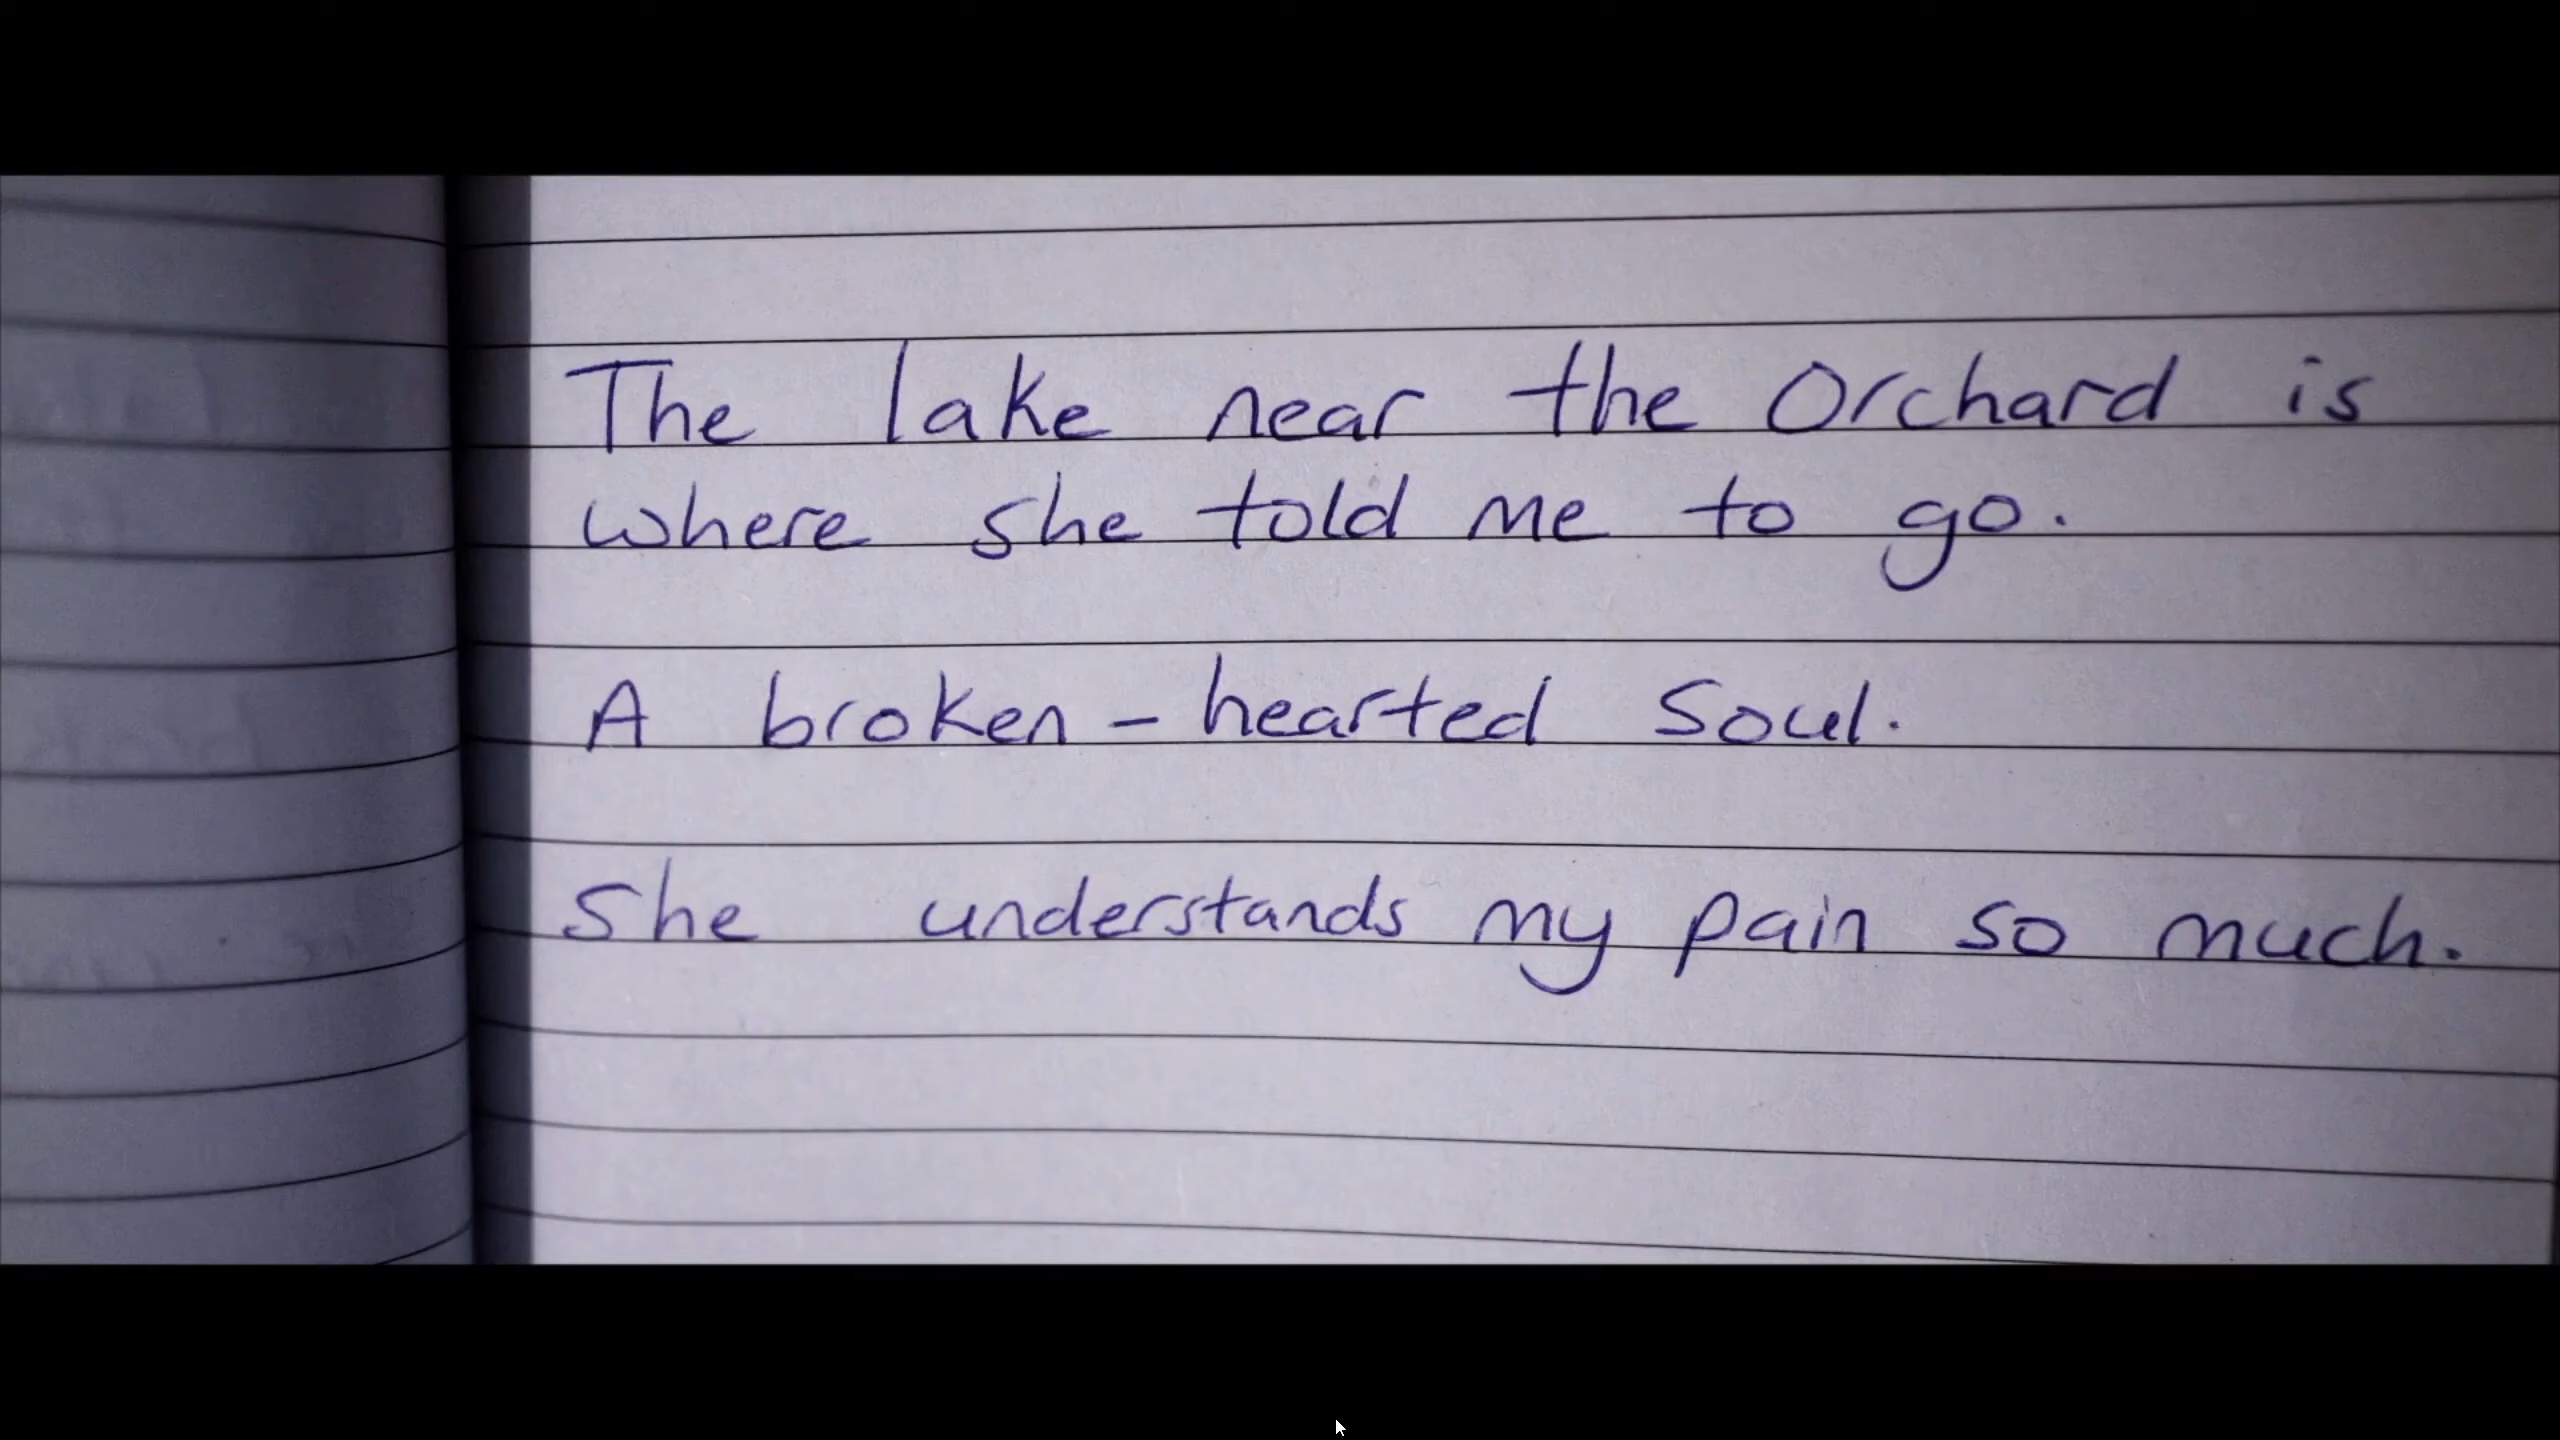 The lake near the Orchard is
where she told me to go.
A broken-hearted soul.
She understands my pain so much.